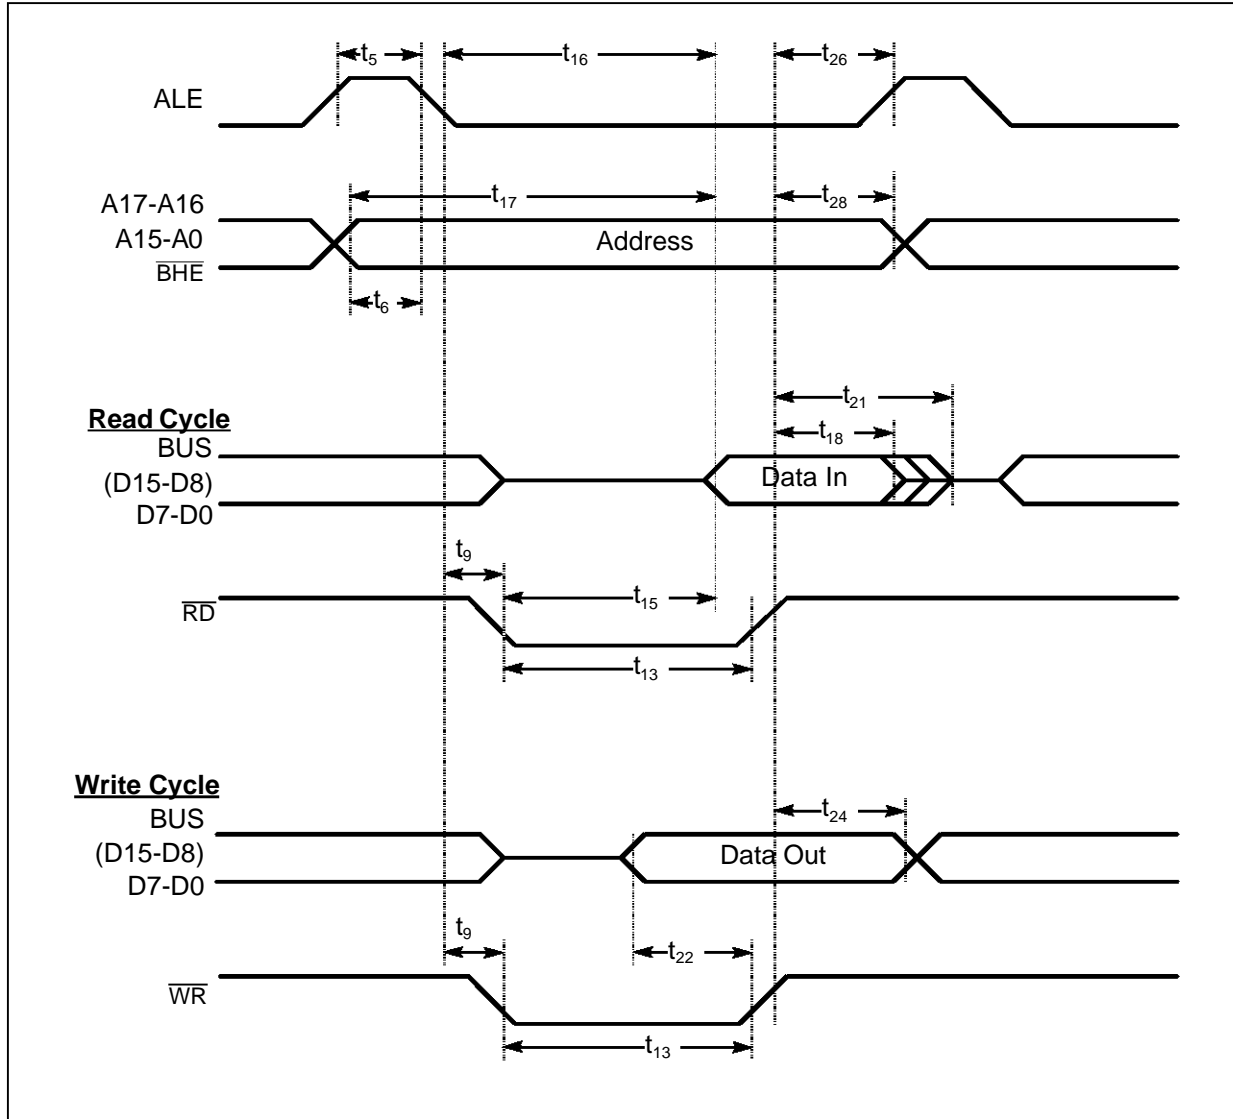 t5 t16 t26
ALE
t17 t28
A17-A16
A15-A0
BHE
Address
t6
t21
Read Cycle
t18
BUS
(D15-D8)
D7-D0
Data In
t9
t15
RD
t13
Write Cycle
t24
BUS
(D15-D8)
D7-D0
Data Out
t9
t22
WR
t13